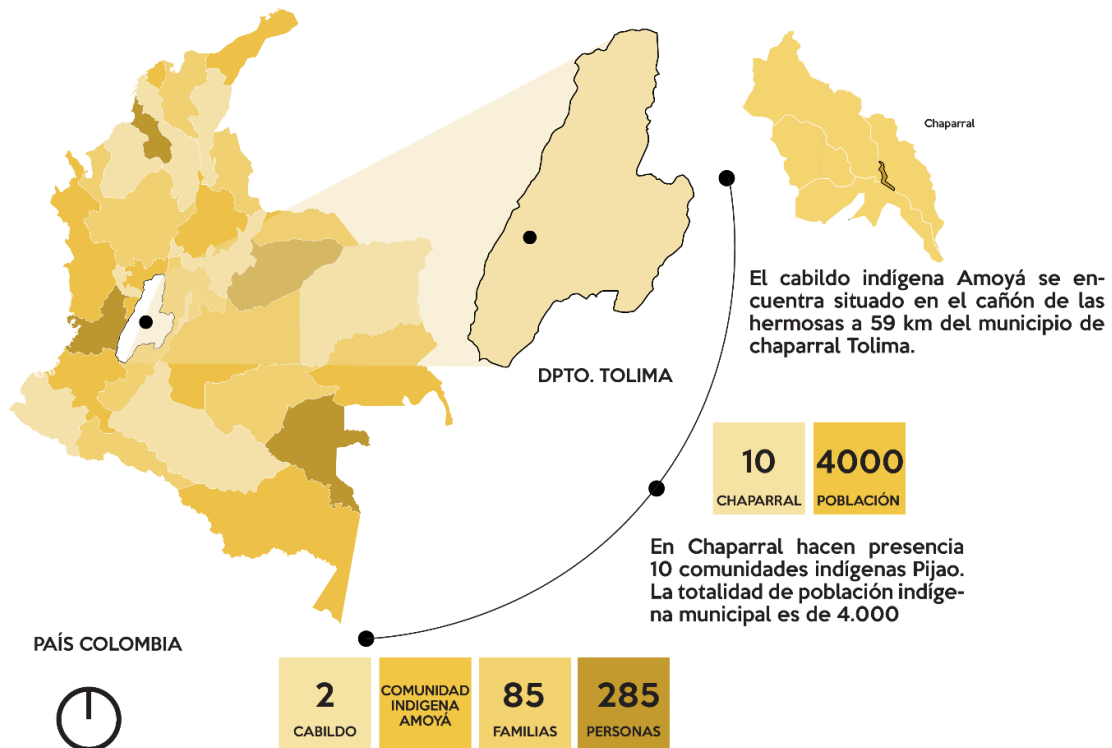 Chaparral
El cabildo indígena Amoyá se en-
cuentra situado en el cañón de las
hermosas a 59 km del municipio de
chaparral Tolima.
DPTO. TOLIMA
10
CHAPARRAL
4000
POBLACIÓN
En Chaparral hacen presencia
10 comunidades indígenas Pijao.
La totalidad de población indíge-
na municipal es de 4.000
PAÍS COLOMBIA
2
CABILDO
COMUNIDAD
INDIGENA
AMOYÁ
85
FAMILIAS
285
PERSONAS